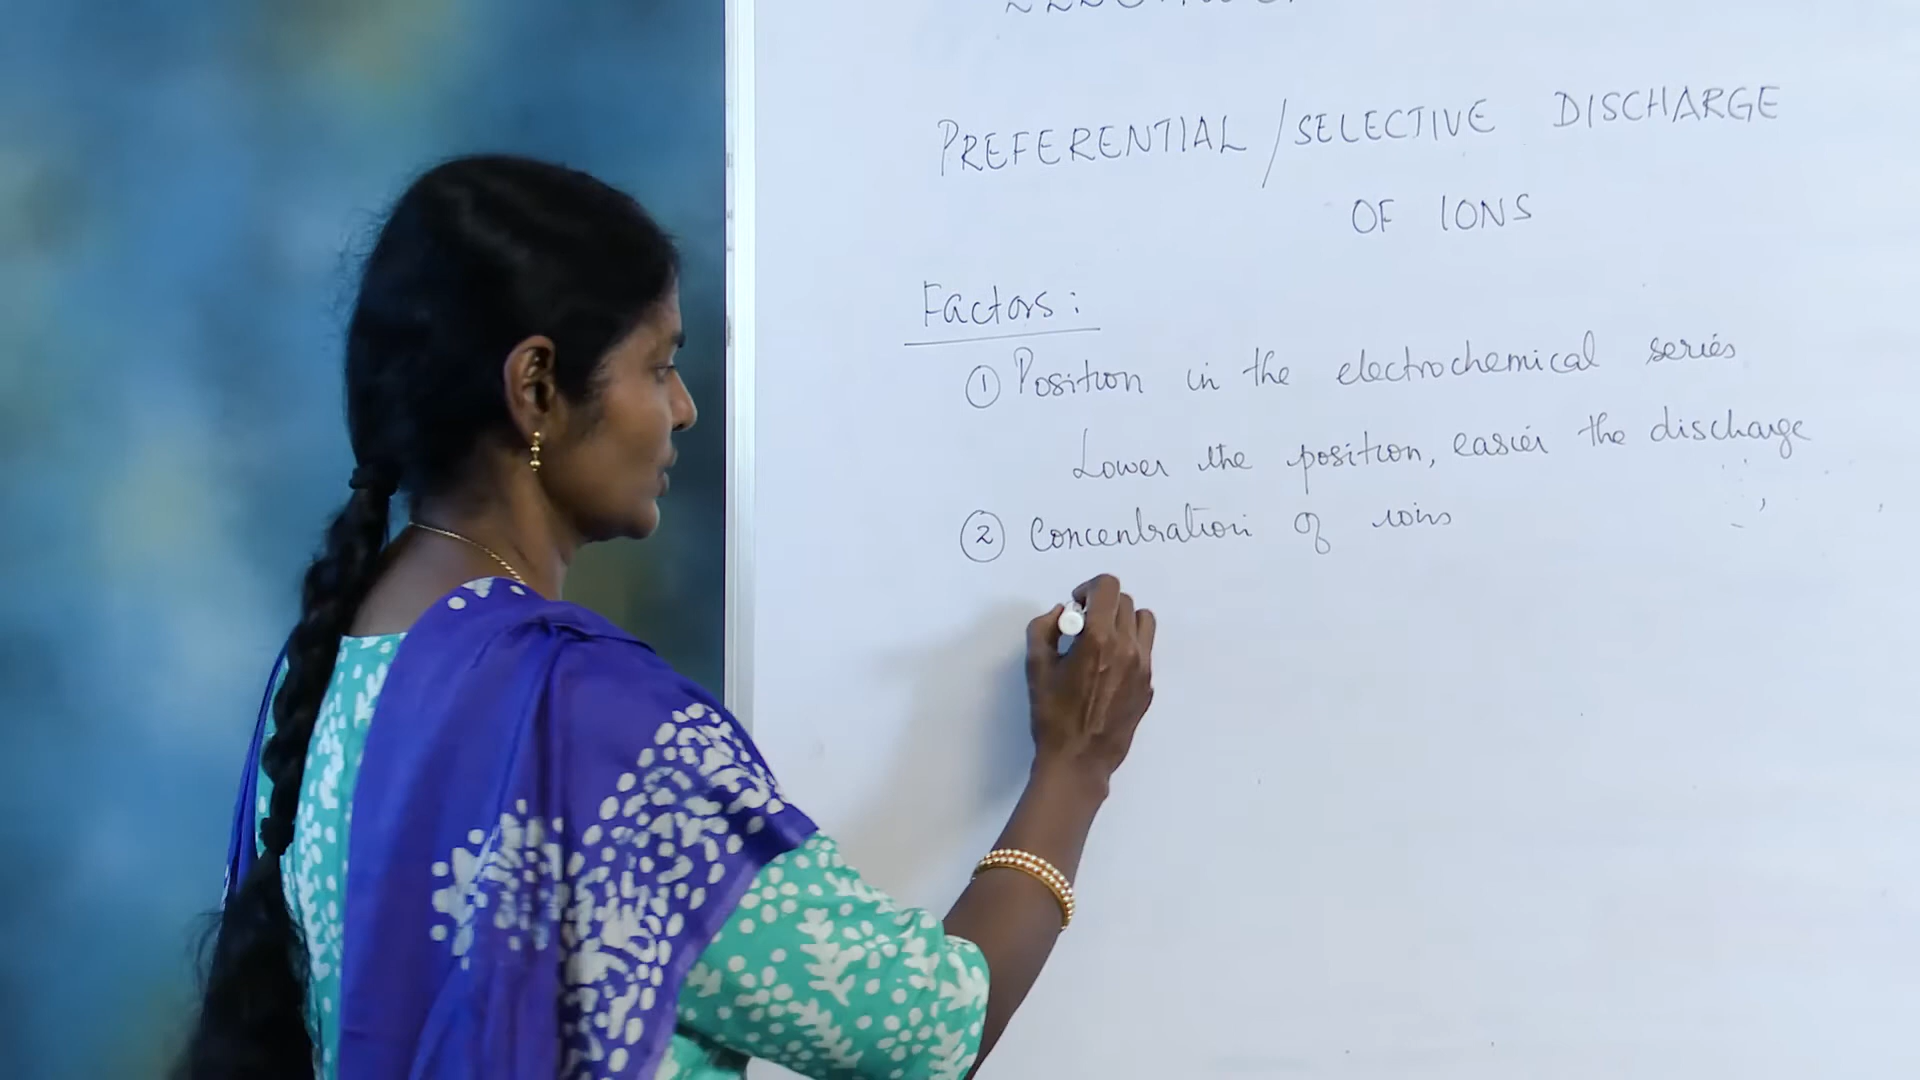 PREFERENTIAL / SELECTIVE DISCHARGE
OF IONS
Factors :
① Position in the electrochemical series
Lower the position, easier the discharge
② Concentration of ions